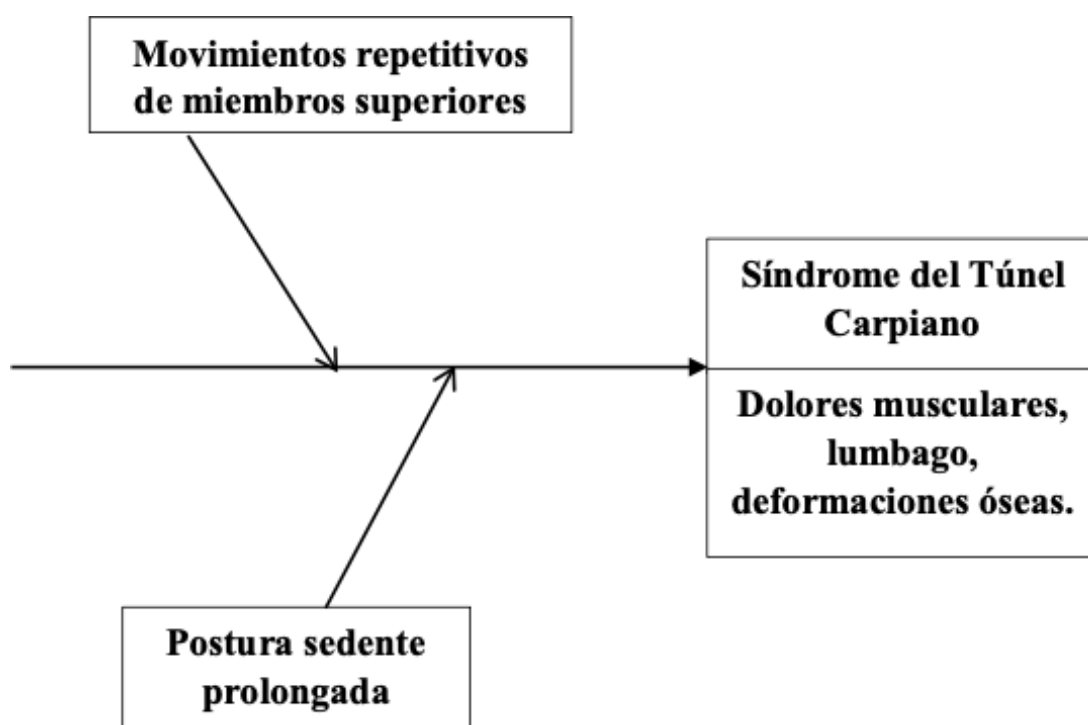 Movimientos repetitivos
de miembros superiores
Síndrome del Túnel
Carpiano
Dolores musculares,
lumbago,
deformaciones óseas.
Postura sedente
prolongada